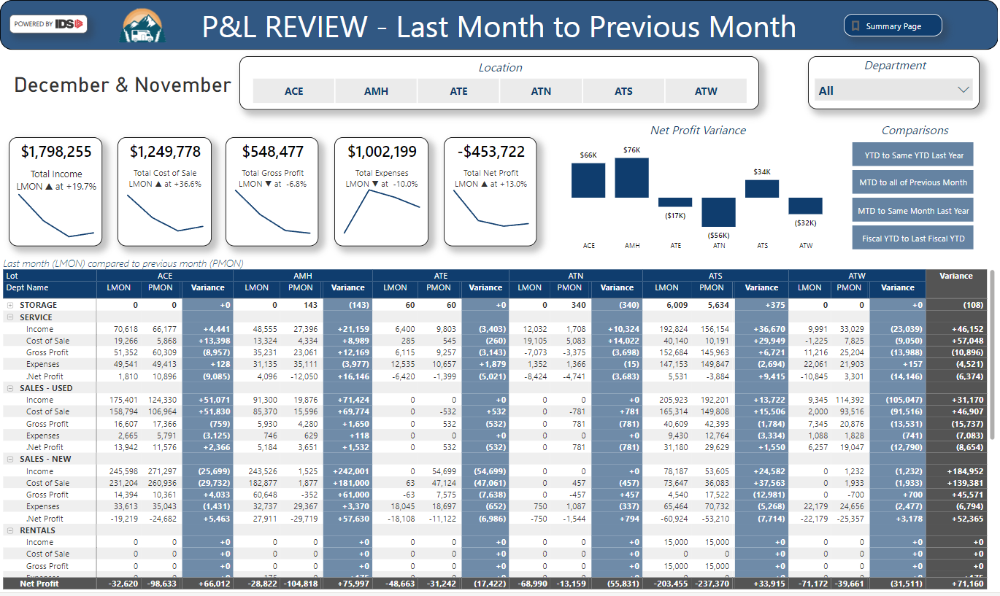 POWERED BY IDS
P&L REVIEW - Last Month to Previous Month
Summary Page
December & November
Location
ACE AMH ATE ATN ATS ATW
Department
All
$1,798,255
Total Income
LMON ▲ at +19.7%
$1,249,778
Total Cost of Sale
LMON ▲ at +36.6%
$548,477
Total Gross Profit
LMON ▼ at -6.8%
$1,002,199
Total Expenses
LMON ▼ at -10.0%
-$453,722
Total Net Profit
LMON ▲ at +13.0%
Net Profit Variance
$66K $76K ($17K) ($56K) $34K ($32K)
ACE AMH ATE ATN ATS ATW
Comparisons
YTD to Same YTD Last Year
MTD to all of Previous Month
MTD to Same Month Last Year
Fiscal YTD to Last Fiscal YTD
Last month (LMON) compared to previous month (PMON)
Lot ACE AMH ATE ATN ATS ATW Variance
Dept Name LMON PMON Variance LMON PMON Variance LMON PMON Variance LMON PMON Variance LMON PMON Variance LMON PMON Variance
STORAGE 0 0 +0 0 143 (143) 60 60 +0 0 340 (340) 6,009 5,634 +375 0 0 +0 (108)
SERVICE
Income 70,618 66,177 +4,441 48,555 27,396 +21,159 6,400 9,803 (3,403) 12,032 1,708 +10,324 192,824 156,154 +36,670 9,991 33,029 (23,039) +46,152
Cost of Sale 19,266 5,868 +13,398 13,324 4,334 +8,989 285 545 (260) 19,105 5,083 +14,022 40,140 10,191 +29,949 -1,225 7,825 (9,050) +57,048
Gross Profit 51,352 60,309 (8,957) 35,231 23,061 +12,169 6,115 9,257 (3,143) -7,073 -3,375 (3,698) 152,684 145,963 +6,721 11,216 25,204 (13,988) (10,896)
Expenses 49,541 49,413 +128 31,135 35,111 (3,977) 12,535 10,657 +1,879 1,352 1,366 (15) 147,153 149,847 (2,694) 22,061 21,903 +157 (4,521)
.Net Profit 1,810 10,896 (9,085) 4,096 -12,050 +16,146 -6,420 -1,399 (5,021) -8,424 -4,741 (3,683) 5,531 -3,884 +9,415 -10,845 3,301 (14,146) (6,374)
SALES - USED
Income 175,401 124,330 +51,071 91,300 19,876 +71,424 0 0 +0 0 0 +0 205,923 192,201 +13,722 9,345 114,392 (105,047) +31,170
Cost of Sale 158,794 106,964 +51,830 85,370 15,596 +69,774 0 -532 +532 0 -781 +781 165,314 149,808 +15,506 2,000 93,516 (91,516) +46,907
Gross Profit 16,607 17,366 (759) 5,930 4,280 +1,650 0 532 (532) 0 781 (781) 40,609 42,393 (1,784) 7,345 20,876 (13,531) (15,737)
Expenses 2,665 5,791 (3,125) 746 629 +118 0 0 +0 0 0 +0 9,430 12,764 (3,334) 1,088 1,828 (741) (7,083)
.Net Profit 13,942 11,576 +2,366 5,184 3,651 +1,532 0 532 (532) 0 781 (781) 31,180 29,629 +1,550 6,257 19,047 (12,790) (8,654)
SALES - NEW
Income 245,598 271,297 (25,699) 243,526 1,525 +242,001 0 54,699 (54,699) 0 0 +0 78,187 53,605 +24,582 0 1,232 (1,232) +184,952
Cost of Sale 231,204 260,936 (29,732) 182,877 1,877 +181,000 63 47,124 (47,061) 0 457 (457) 73,647 36,083 +37,563 0 1,933 (1,933) +139,381
Gross Profit 14,394 10,361 +4,033 60,648 -352 +61,000 -63 7,575 (7,638) 0 -457 +457 4,540 17,522 (12,981) 0 -700 +700 +45,571
Expenses 33,613 35,043 (1,431) 32,737 29,367 +3,370 18,045 18,697 (652) 750 1,087 (337) 65,464 70,732 (5,268) 22,179 24,656 (2,477) (6,794)
.Net Profit -19,219 -24,682 +5,463 27,911 -29,719 +57,630 -18,108 -11,122 (6,986) -750 -1,544 +794 -60,924 -53,210 (7,714) -22,179 -25,357 +3,178 +52,365
RENTALS
Income 0 0 +0 0 0 +0 0 0 +0 0 0 +0 15,000 15,000 +0 0 0 +0 +0
Cost of Sale 0 0 +0 0 0 +0 0 0 +0 0 0 +0 0 0 +0 0 0 +0 +0
Gross Profit 0 0 +0 0 0 +0 0 0 +0 0 0 +0 15,000 15,000 +0 0 0 +0 +0
Net Profit -32,620 -98,633 +66,012 -28,822 -104,818 +75,997 -48,663 -31,242 (17,422) -68,990 -13,159 (55,831) -203,455 -237,370 +33,915 -71,172 -39,661 (31,511) +71,160